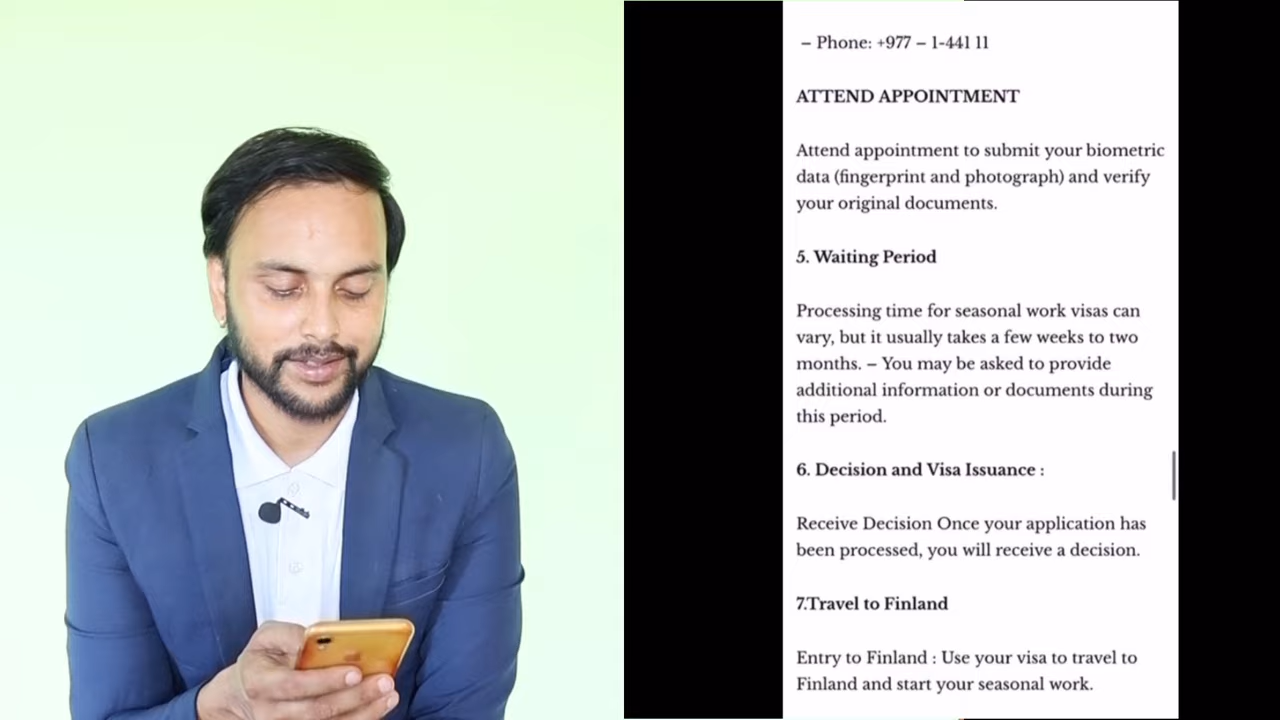 – Phone: +977 – 1-441 11
ATTEND APPOINTMENT
Attend appointment to submit your biometric
data (fingerprint and photograph) and verify
your original documents.
5. Waiting Period
Processing time for seasonal work visas can
vary, but it usually takes a few weeks to two
months. – You may be asked to provide
additional information or documents during
this period.
6. Decision and Visa Issuance :
Receive Decision Once your application has
been processed, you will receive a decision.
7.Travel to Finland
Entry to Finland : Use your visa to travel to
Finland and start your seasonal work.